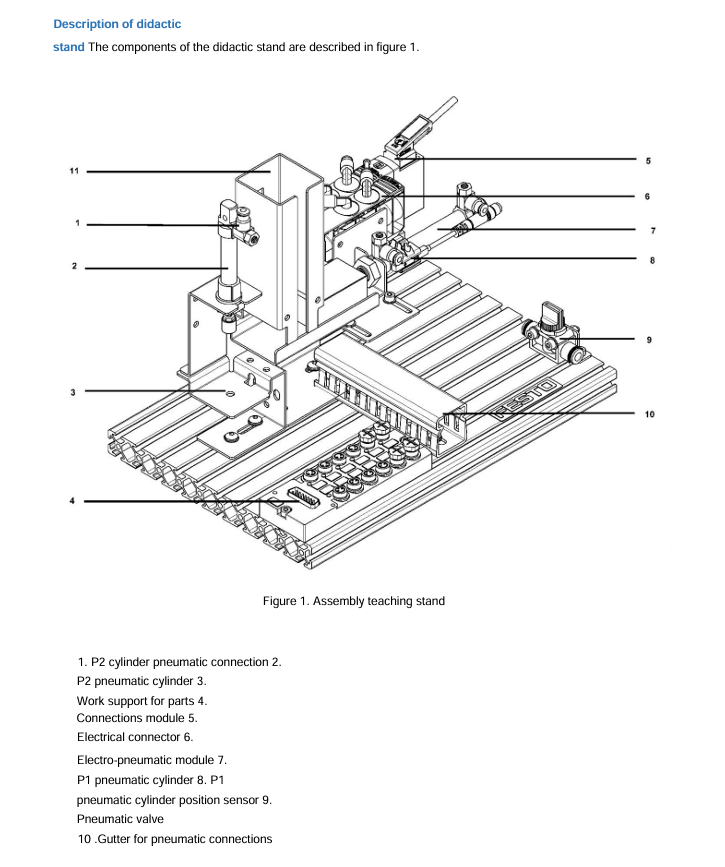 Description of didactic
stand The components of the didactic stand are described in figure 1.
11
5
6
1
7
2
8
9
3
10
FESTO
4
Figure 1. Assembly teaching stand
1. P2 cylinder pneumatic connection 2.
P2 pneumatic cylinder 3.
Work support for parts 4.
Connections module 5.
Electrical connector 6.
Electro-pneumatic module 7.
P1 pneumatic cylinder 8. P1
pneumatic cylinder position sensor 9.
Pneumatic valve
10 .Gutter for pneumatic connections